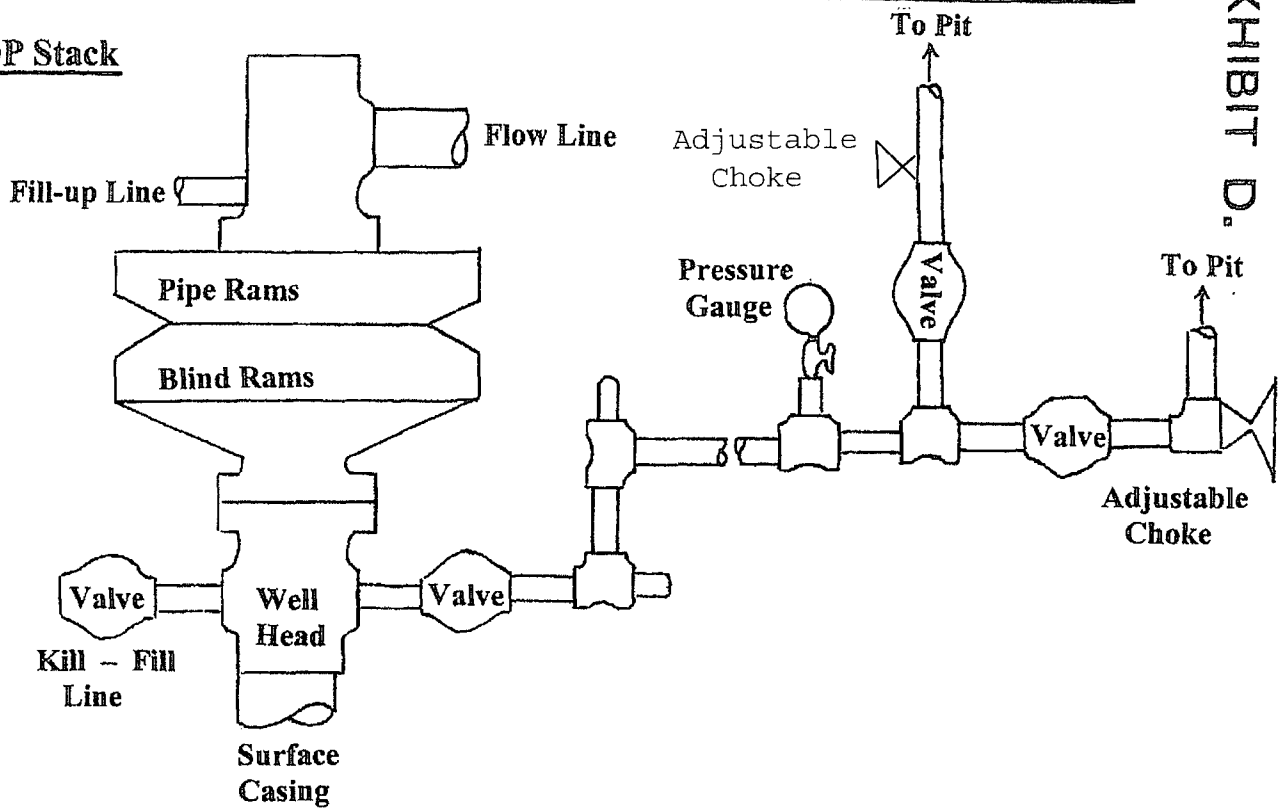 P Stack
To Pit
XHIBIT D.
Flow Line
Adjustable
Choke
Fill-up Line
Pipe Rams
Pressure
Gauge
Valve
To Pit
Blind Rams
Valve
Adjustable
Choke
Valve
Well
Head
Valve
Kill – Fill
Line
Surface
Casing